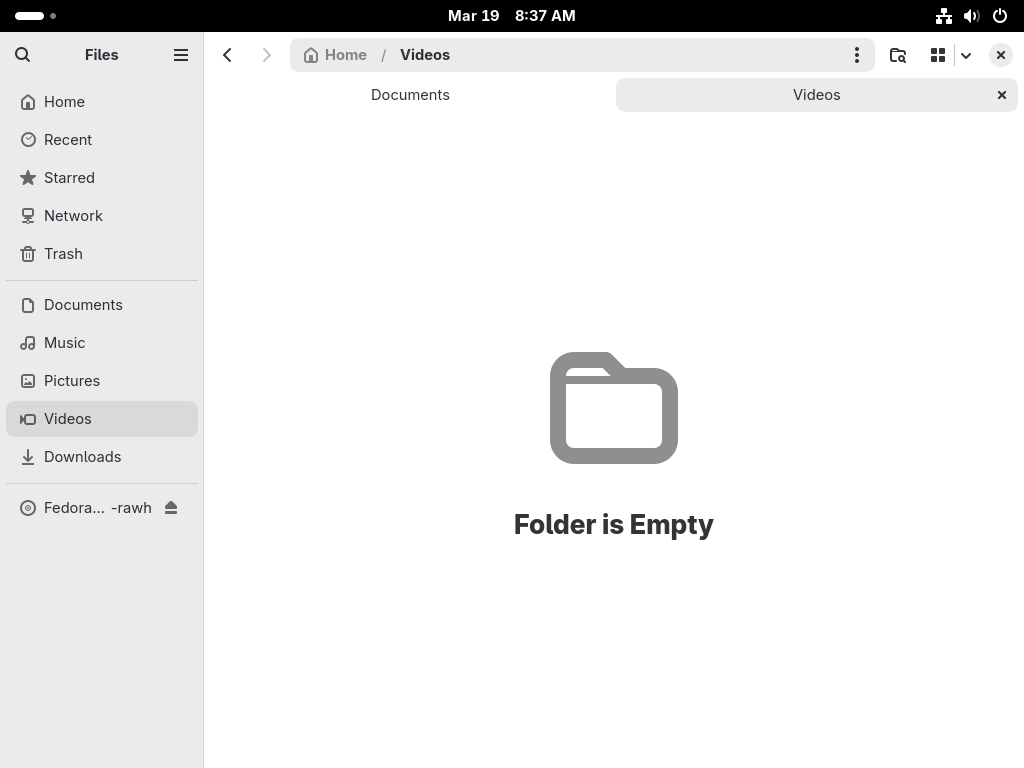 Mar 19 8:37 AM
Files
Home / Videos
Documents
Videos
Home
Recent
Starred
Network
Trash
Documents
Music
Pictures
Videos
Downloads
Fedora... -rawh
Folder is Empty